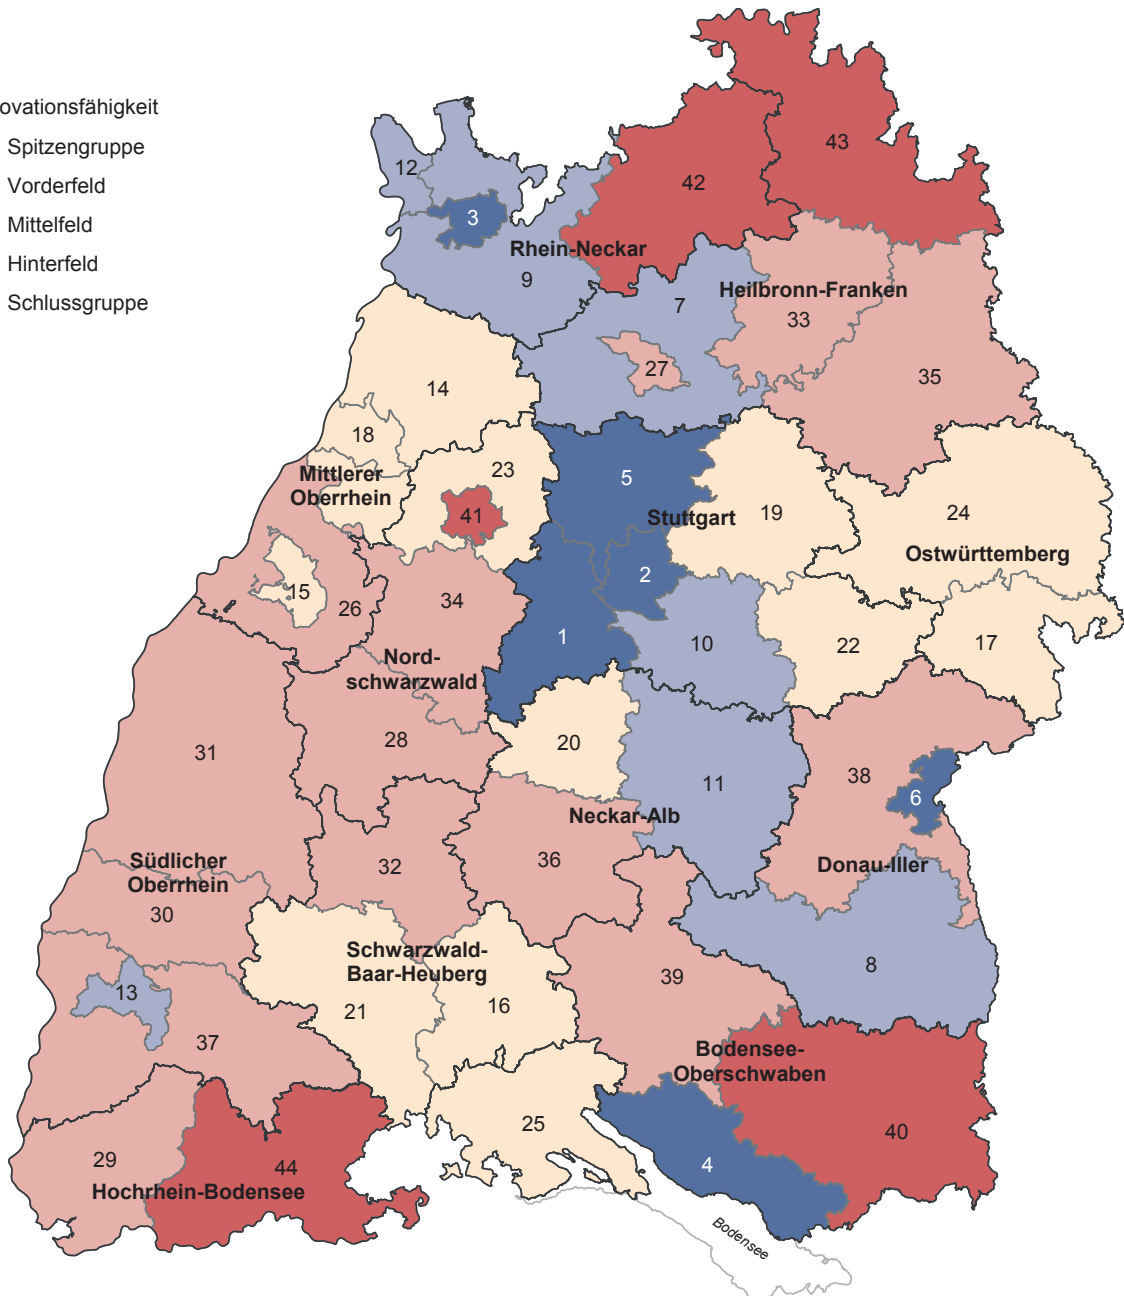 ovationsfähigkeit
Spitzengruppe
Vorderfeld
Mittelfeld
Hinterfeld
Schlussgruppe
43
12
42
3
Rhein-Neckar
9
7
Heilbronn-Franken
33
27
35
14
18
23
Mittlerer
Oberrhein
5
41
Stuttgart
19
24
Ostwürttemberg
2
15
26
34
1
10
22
17
Nord-
schwarzwald
31
28
20
11
38
6
Neckar-Alb
36
32
Südlicher
Oberrhein
Donau-Iller
30
Schwarzwald-
Baar-Heuberg
8
39
13
21
16
37
Bodensee-
Oberschwaben
25
40
29
44
4
Hochrhein-Bodensee
Bodensee